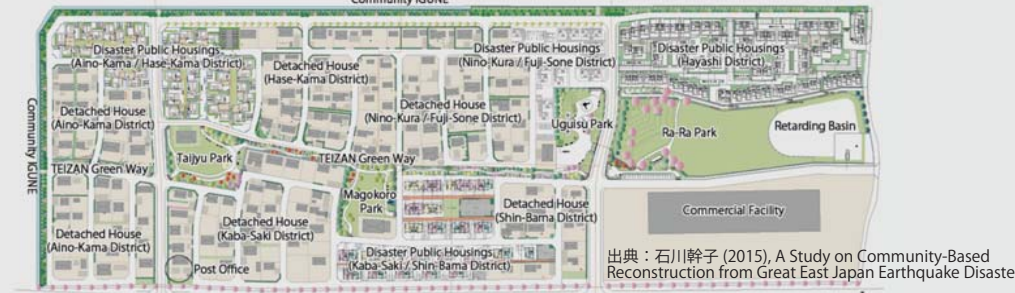 Community IGUNE
Disaster Public Housings
(Aino-Kama / Hase-Kama District)
Detached House
(Hase-Kama District)
Disaster Public Housings
(Nino-Kura / Fuji-Sone District)
Disaster Public Housings
(Hayashi District)
Community IGUNE
Detached House
(Aino-Kama District)
Detached House
(Nino-Kura / Fuji-Sone District)
Uguisu Park
Ra-Ra Park
Retarding Basin
Taijyu Park
TEIZAN Green Way
TEIZAN Green Way
Magokoro
Park
Detached House
(Shin-Bama District)
Commercial Facility
Detached House
(Kaba-Saki District)
Detached House
(Aino-Kama District)
Disaster Public Housings
(Kaba-Saki / Shin-Bama District)
Post Office
出典：石川幹子 (2015), A Study on Community-Based
Reconstruction from Great East Japan Earthquake Disaste